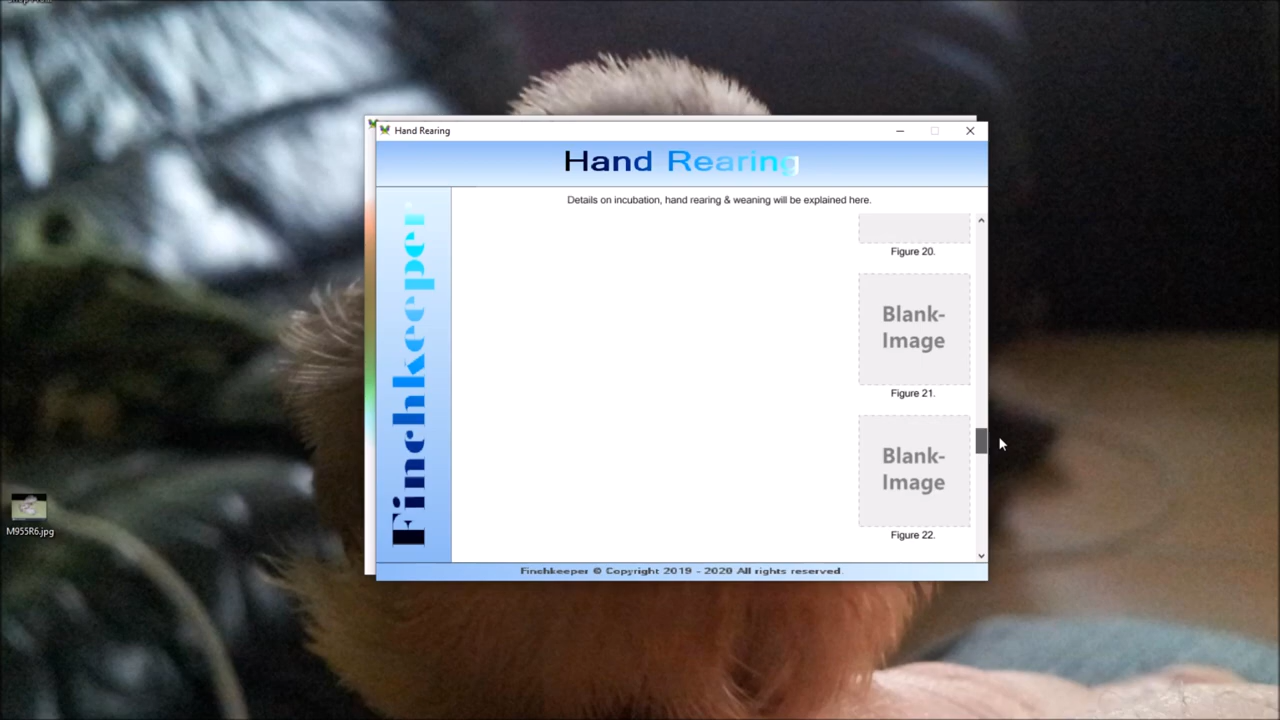 Hand Rearing
Hand Rearing
Details on incubation, hand rearing & weaning will be explained here.
Finchkeeper
Figure 20.
Blank-
Image
Figure 21.
Blank-
Image
Figure 22.
M955R6.jpg
Finchkeeper © Copyright 2019 - 2020 All rights reserved.